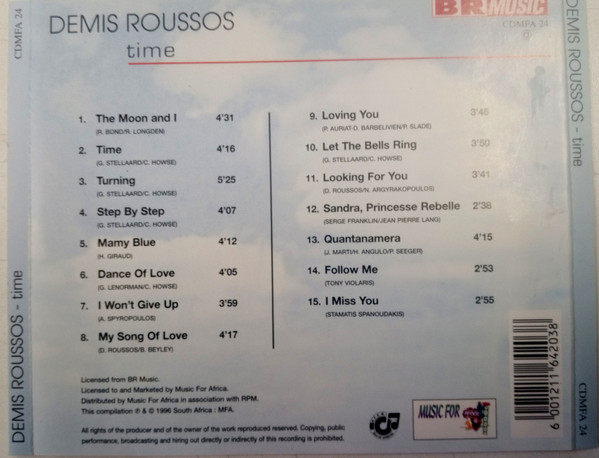 DEMIS ROUSSOS
time
BR MUSIC
CDMFA 24
1. The Moon and I 4'31
(R. BOND/R. LONGDEN)
2. Time 4'16
(G. STELLAARD/C. HOWSE)
3. Turning 5'25
(G. STELLAARD/C. HOWSE)
4. Step By Step 4'07
(G. STELLAARD/C. HOWSE)
5. Mamy Blue 4'12
(H. GIRAUD)
6. Dance Of Love 4'05
(G. LENORMAN/C. HOWSE)
7. I Won't Give Up 3'59
(A. SPYROPOULOS)
8. My Song Of Love 4'17
(D. ROUSSOS/B. BEYLEY)
9. Loving You 3'45
(P. AURIAT-D. BARBELIVIEN/P. SLADE)
10. Let The Bells Ring 3'50
(G. STELLAARD/C. HOWSE)
11. Looking For You 3'41
(D. ROUSSOS/N. ARGYRAKOPOULOS)
12. Sandra, Princesse Rebelle 2'36
(SERGE FRANKLIN/JEAN PIERRE LANG)
13. Quantanamera 4'15
(J. MARTI/H. ANGULO/P. SEEGER)
14. Follow Me 2'53
(TONY VIOLARIS)
15. I Miss You 2'55
(STAMATIS SPANOUDAKIS)
Licensed from BR Music.
Licensed to and Marketed by Music For Africa.
Distributed by Music For Africa in association with RPM.
This compilation ℗ & © 1996 South Africa : MFA.
All rights of the producer and of the owner of the work reproduced reserved. Copying, public
performance, broadcasting and hiring out directly or indirectly of this recording is prohibited.
MUSIC FOR
6 001211 642038
CDMFA 24
DEMIS ROUSSOS - time
DEMIS ROUSSOS - time
CDMFA 24